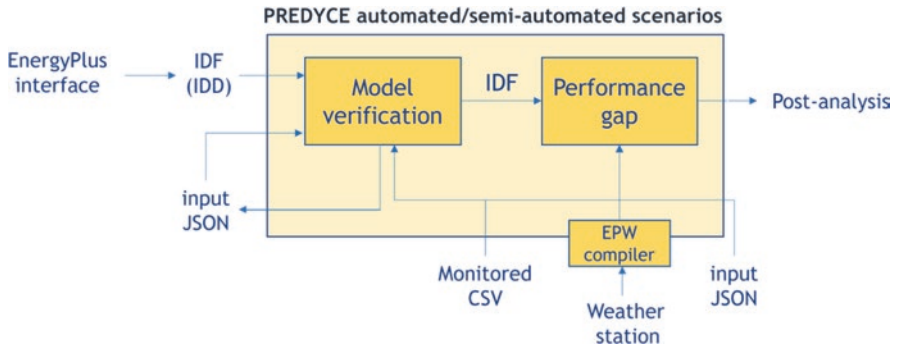 PREDYCE automated/semi-automated scenarios
EnergyPlus
interface
IDF
(IDD)
Model
verification
IDF
Performance
gap
Post-analysis
input
JSON
EPW
compiler
Monitored
CSV
input
JSON
Weather
station